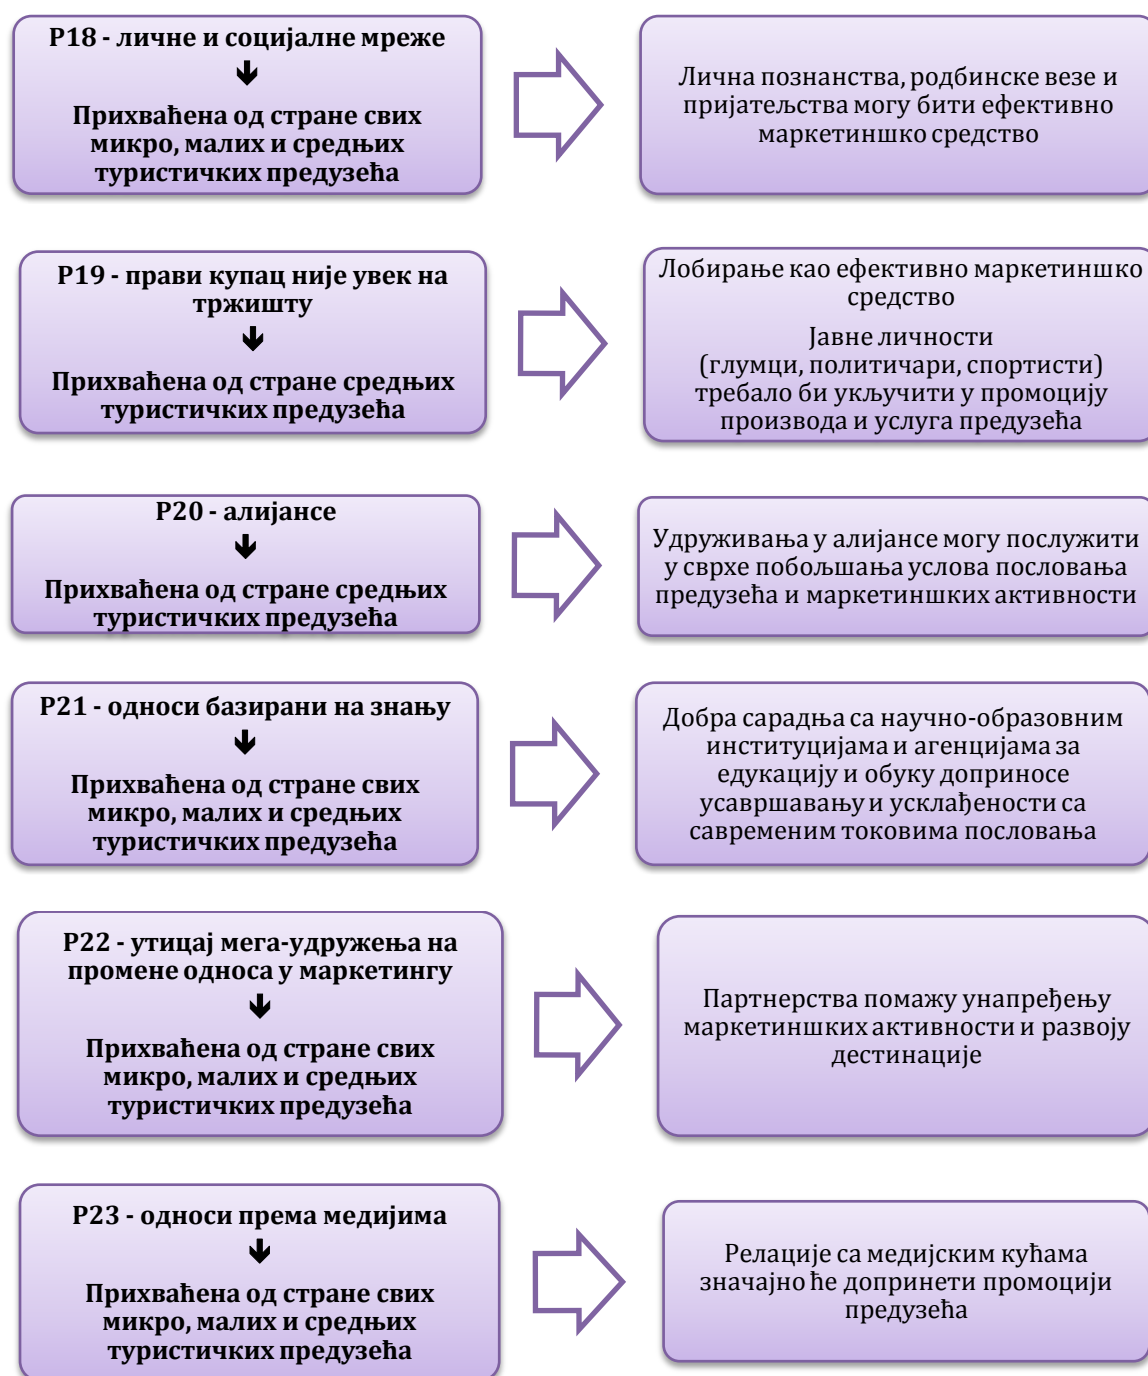 Р18 - личне и социјалне мреже
Прихваћена од стране свих
микро, малих и средњих
туристичких предузећа
Лична познанства, родбинске везе и
пријатељства могу бити ефективно
маркетиншко средство
Р19 - прави купац није увек на
тржишту
Прихваћена од стране средњих
туристичких предузећа
Лобирање као ефективно маркетиншко
средство
Јавне личности
(глумци, политичари, спортисти)
требало би укључити у промоцију
производа и услуга предузећа
Р20 - алијансе
Прихваћена од стране средњих
туристичких предузећа
Удруживања у алијансе могу послужити
у сврхе побољшања услова пословања
предузећа и маркетиншких активности
Р21 - односи базирани на знању
Прихваћена од стране свих
микро, малих и средњих
туристичких предузећа
Добра сарадња са научно-образовним
институцијама и агенцијама за
едукацију и обуку доприносе
усавршавању и усклађености са
савременим токовима пословања
Р22 - утицај мега-удружења на
промене односа у маркетингу
Прихваћена од стране свих
микро, малих и средњих
туристичких предузећа
Партнерства помажу унапређењу
маркетиншких активности и развоју
дестинације
Р23 - односи према медијима
Прихваћена од стране свих
микро, малих и средњих
туристичких предузећа
Релације са медијским кућама
значајно ће допринети промоцији
предузећа